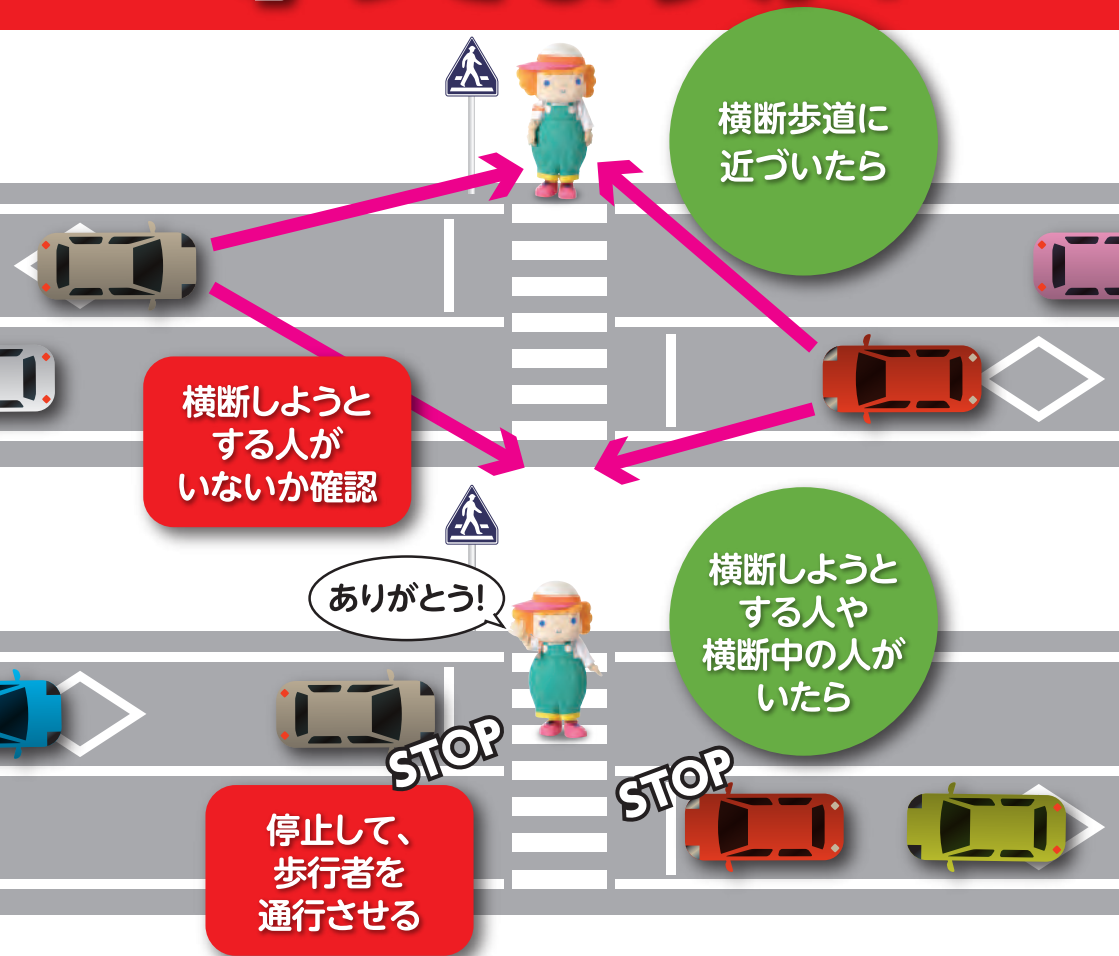 横断歩道に
近づいたら
横断しようと
する人が
いないか確認
ありがとう!
横断しようと
する人や
横断中の人が
いたら
STOP
STOP
停止して、
歩行者を
通行させる